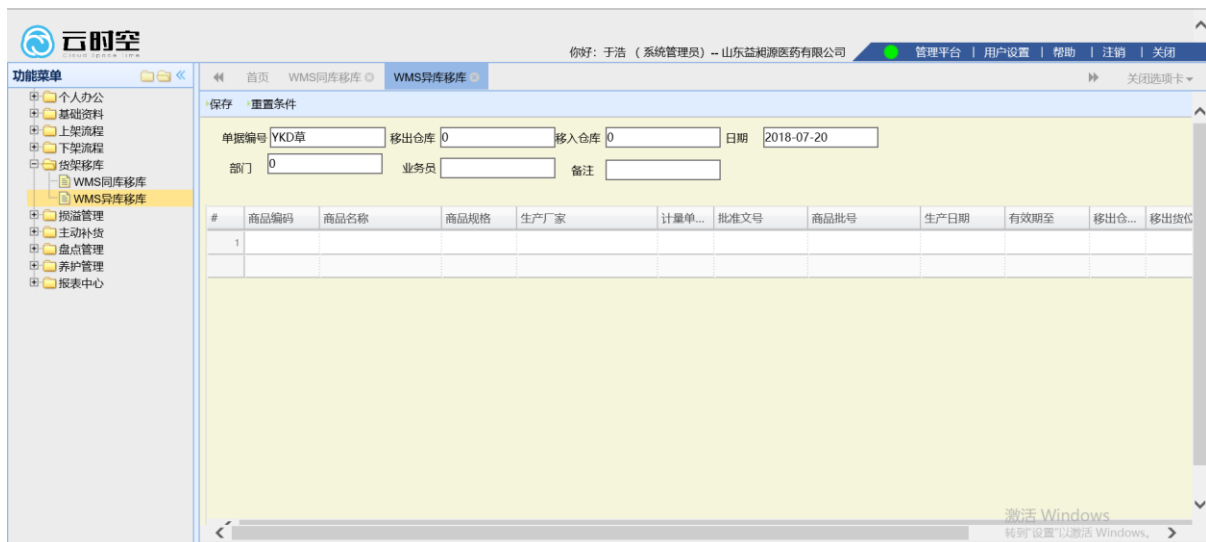 云时空
Cloud space time
你好：于浩 （ 系统管理员）-- 山东益昶源医药有限公司
管理平台 | 用户设置 | 帮助 | 注销 | 关闭
功能菜单
首页 WMS同库移库 WMS异库移库 关闭选项卡
个人办公
基础资料
上架流程
下架流程
货架移库
WMS同库移库
WMS异库移库
损溢管理
主动补货
盘点管理
养护管理
报表中心
保存 重置条件
单据编号 YKD草 移出仓库 0 移入仓库 0 日期 2018-07-20
部门 0 业务员 备注
# 商品编码 商品名称 商品规格 生产厂家 计量单... 批准文号 商品批号 生产日期 有效期至 移出仓... 移出货位
1
激活 Windows
转到"设置"以激活 Windows。